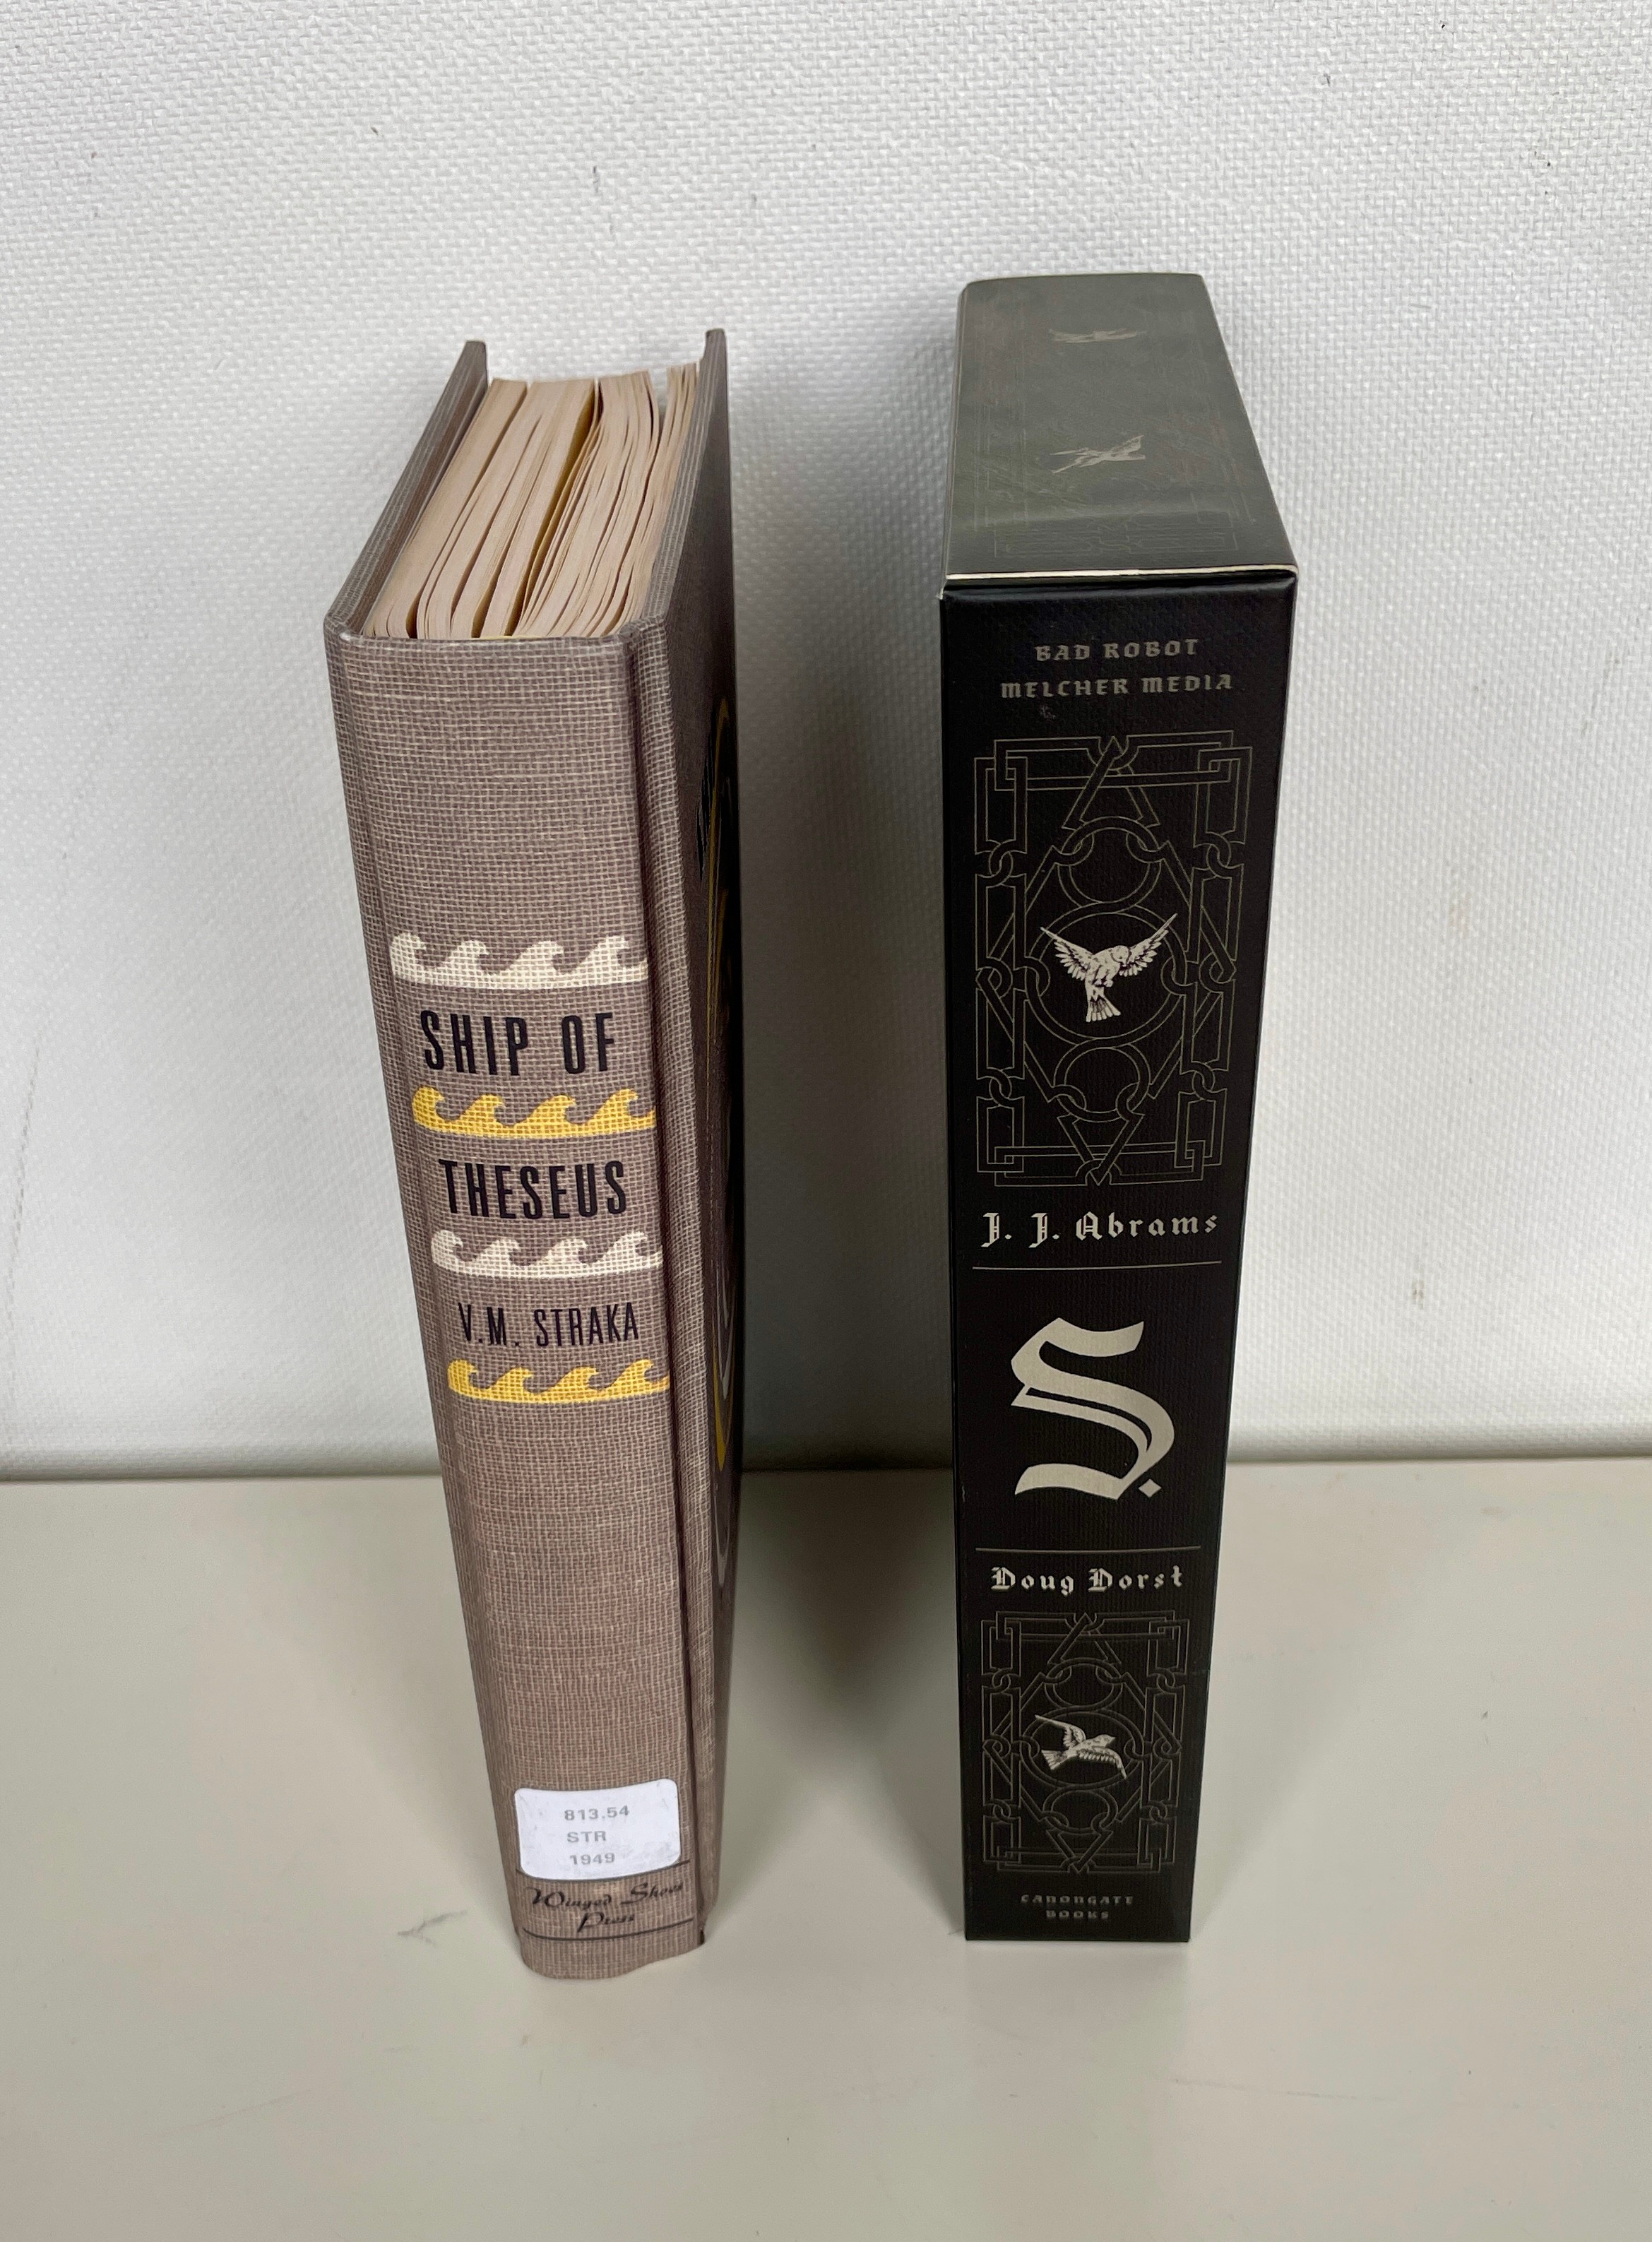 SHIP OF
THESEUS
V.M. STRAKA
813.54
STR
1949
Winged Shoes
Press
BAD ROBOT
MELCHER MEDIA
J. J. Abrams
S.
Doug Dorst
CANONGATE
BOOKS